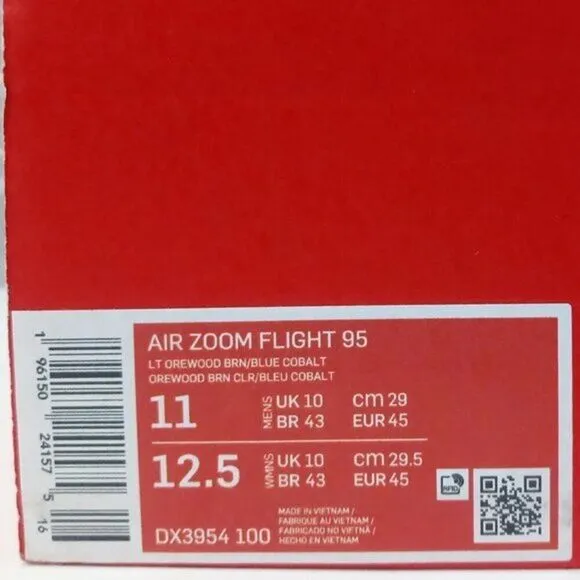 AIR ZOOM FLIGHT 95
LT OREWOOD BRN/BLUE COBALT
OREWOOD BRN CLR/BLEU COBALT
11 MENS UK 10 CM 29
BR 43 EUR 45
12.5 WMNS UK 10 CM 29.5
BR 43 EUR 45
RFID
DX3954 100
MADE IN VIETNAM /
FABRIQUE AU VIETNAM /
FABRICADO NO VIETNÃ /
HECHO EN VIETNAM
1 96150 24157 5 16